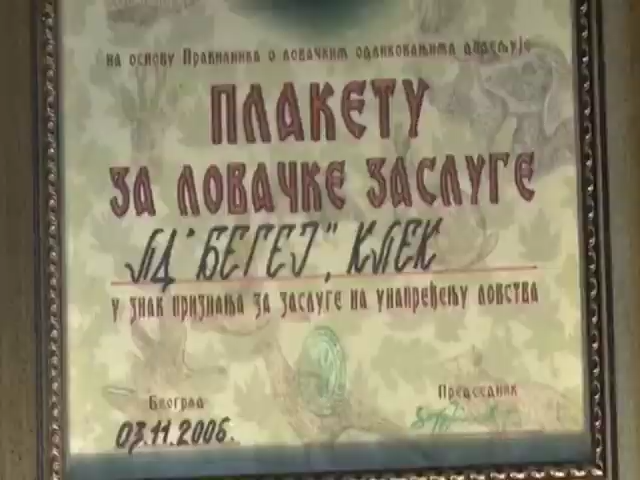 на основу Правилника о ловачким одликовањима додељује
ПЛАКЕТУ
ЗА ЛОВАЧКЕ ЗАСЛУГЕ
ЛД "БЕГЕЈ", КЛЕК
у знак признања за заслуге на унапређењу ловства
Београд
Председник
03.11.2006.